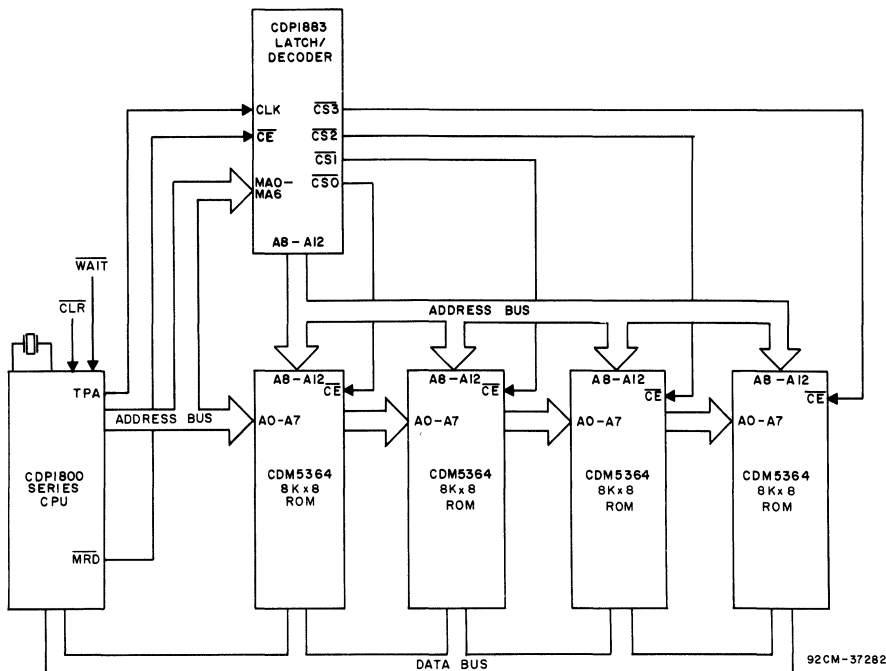 CDP1883
LATCH/
DECODER
CLK
CS3
CE
CS2
CS1
MA0-
MA6
CS0
A8-A12
WAIT
CLR
ADDRESS BUS
TPA
ADDRESS BUS
A8-A12
CE
A8-A12
CE
A8-A12
CE
A8-A12
CE
A0-A7
A0-A7
A0-A7
A0-A7
CDP1800
SERIES
CPU
MRD
CDM5364
8K x 8
ROM
CDM5364
8K x 8
ROM
CDM5364
8K x 8
ROM
CDM5364
8K x 8
ROM
DATA BUS
92CM-37282